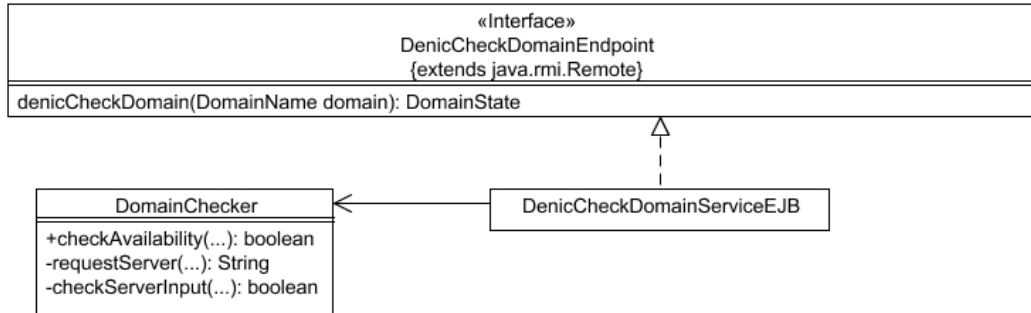 «Interface»
DenicCheckDomainEndpoint
{extends java.rmi.Remote}
denicCheckDomain(DomainName domain): DomainState
DomainChecker
+checkAvailability(...): boolean
-requestServer(...): String
-checkServerInput(...): boolean
DenicCheckDomainServiceEJB